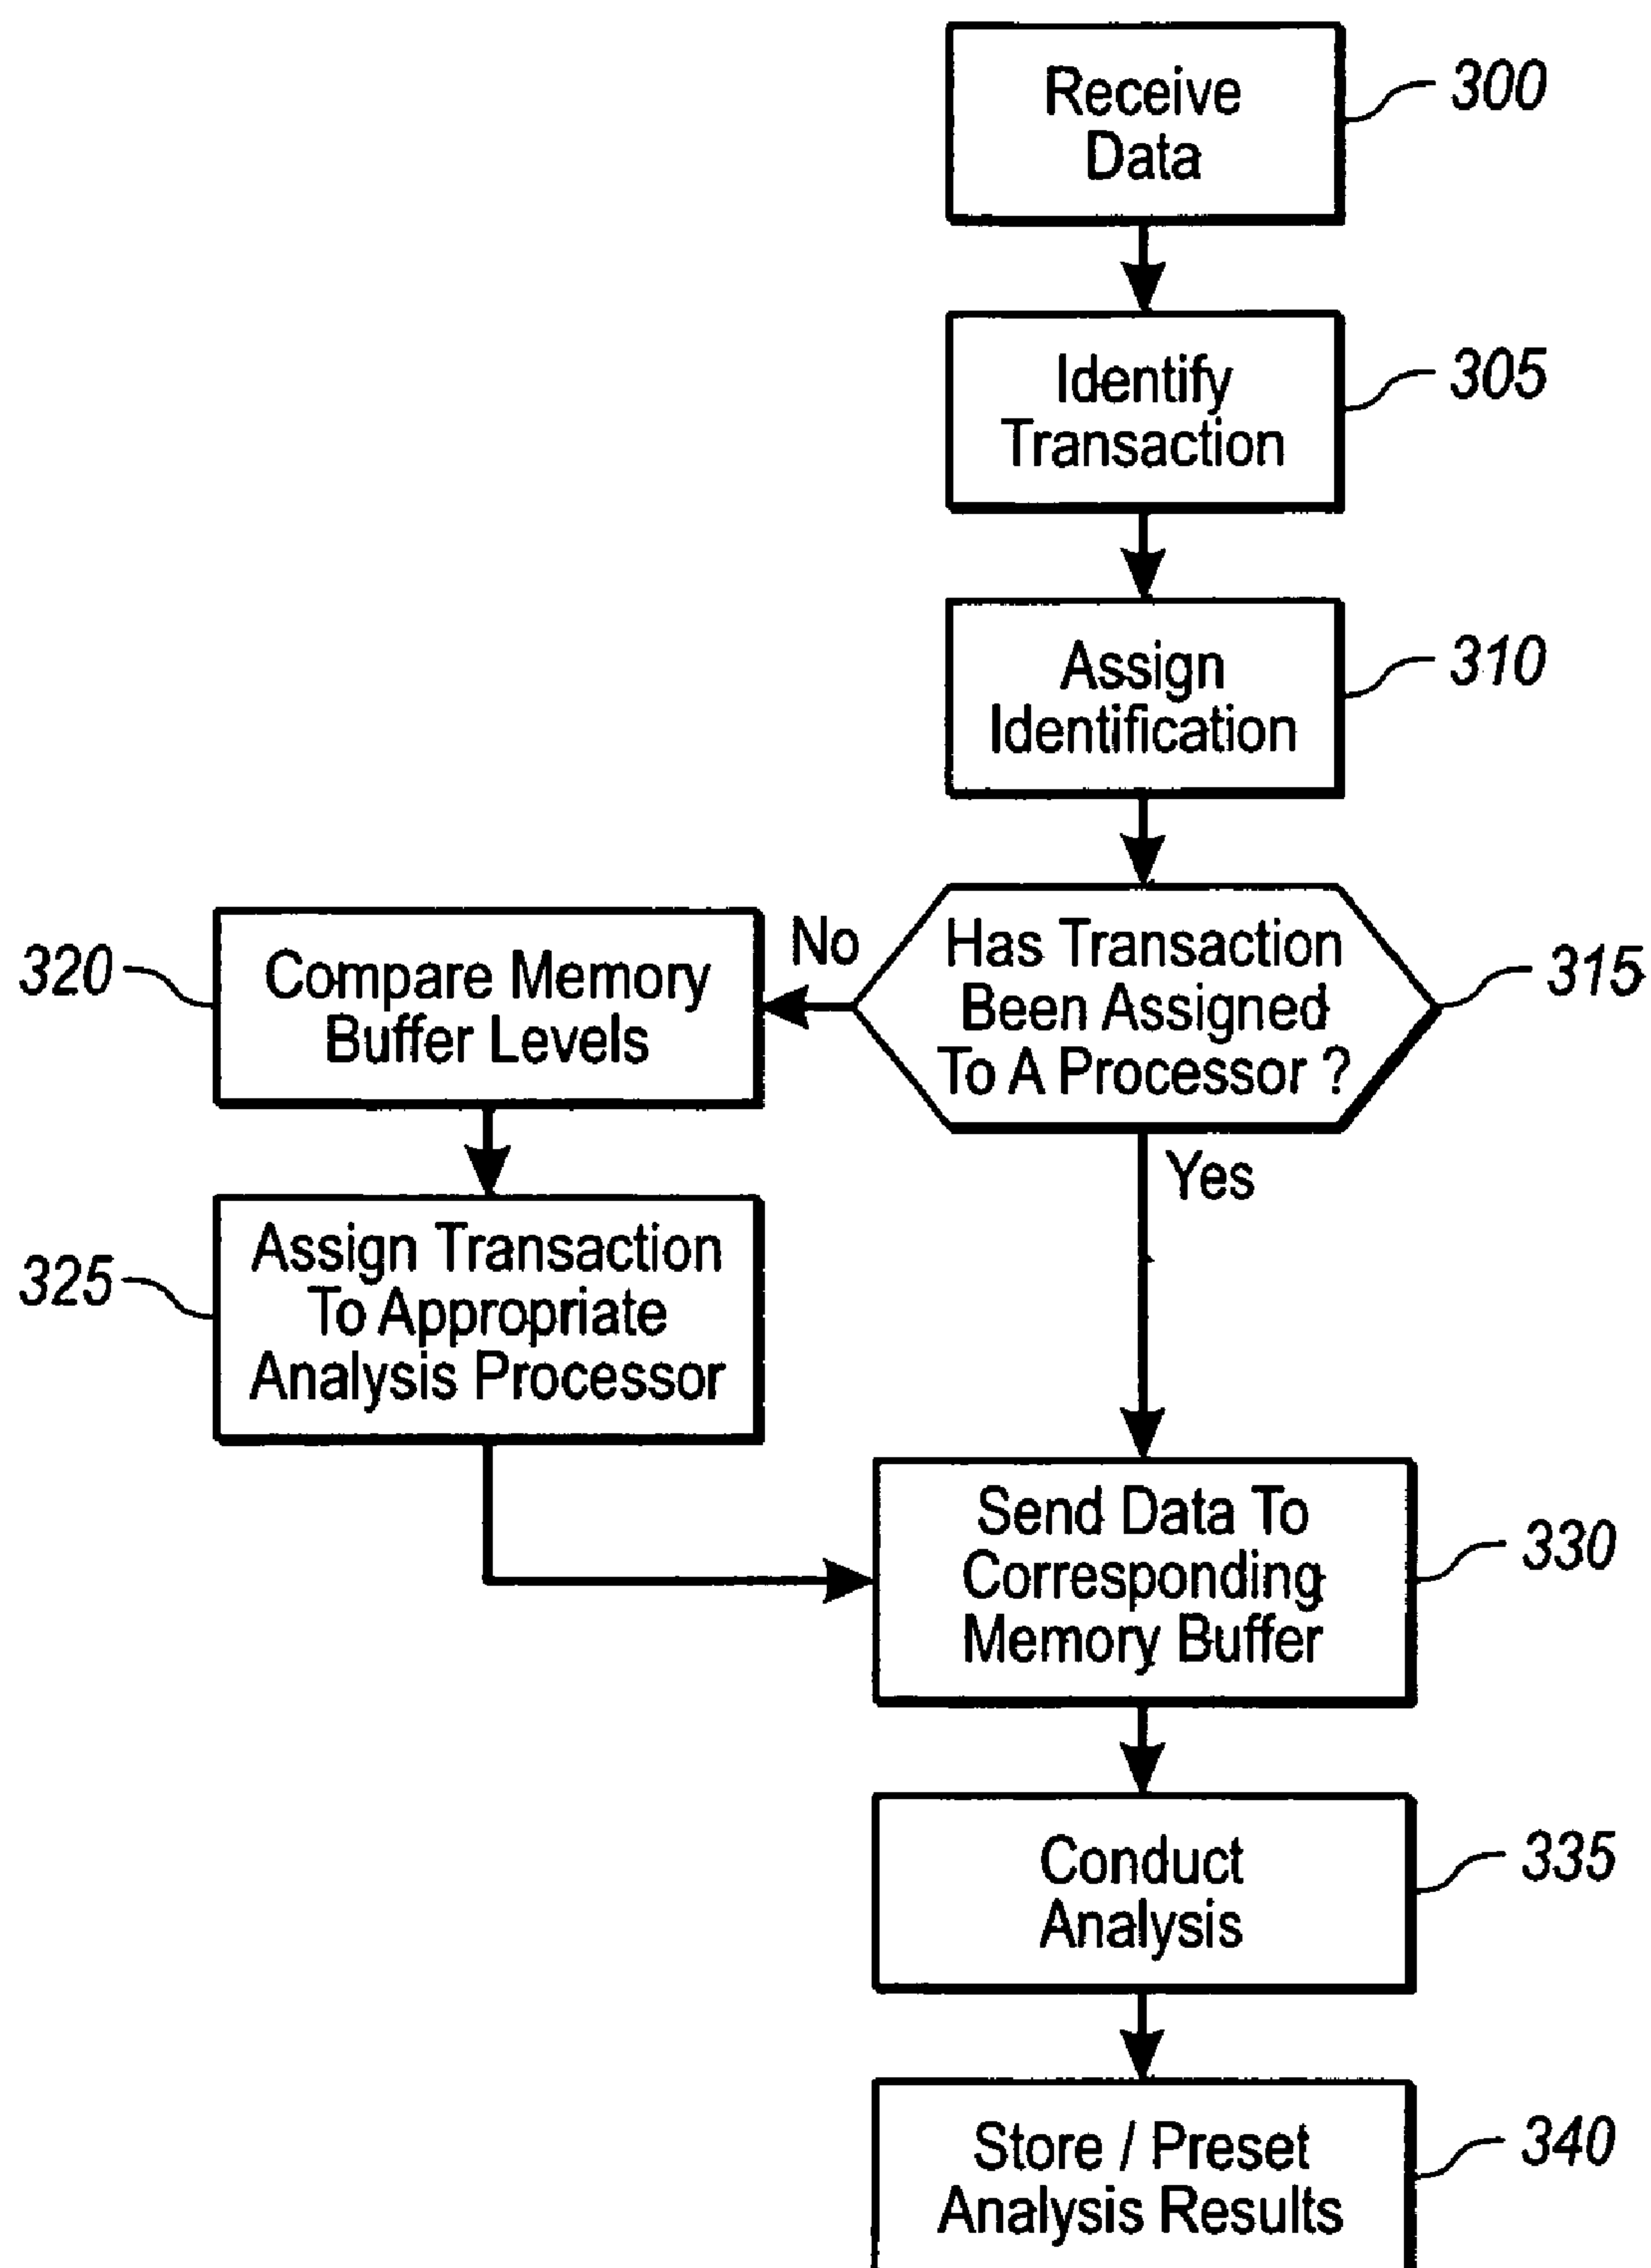 Receive
Data
300
Identify
Transaction
305
Assign
Identification
310
Has Transaction
Been Assigned
To A Processor ?
315
No
Compare Memory
Buffer Levels
320
Yes
Assign Transaction
To Appropriate
Analysis Processor
325
Send Data To
Corresponding
Memory Buffer
330
Conduct
Analysis
335
Store / Preset
Analysis Results
340